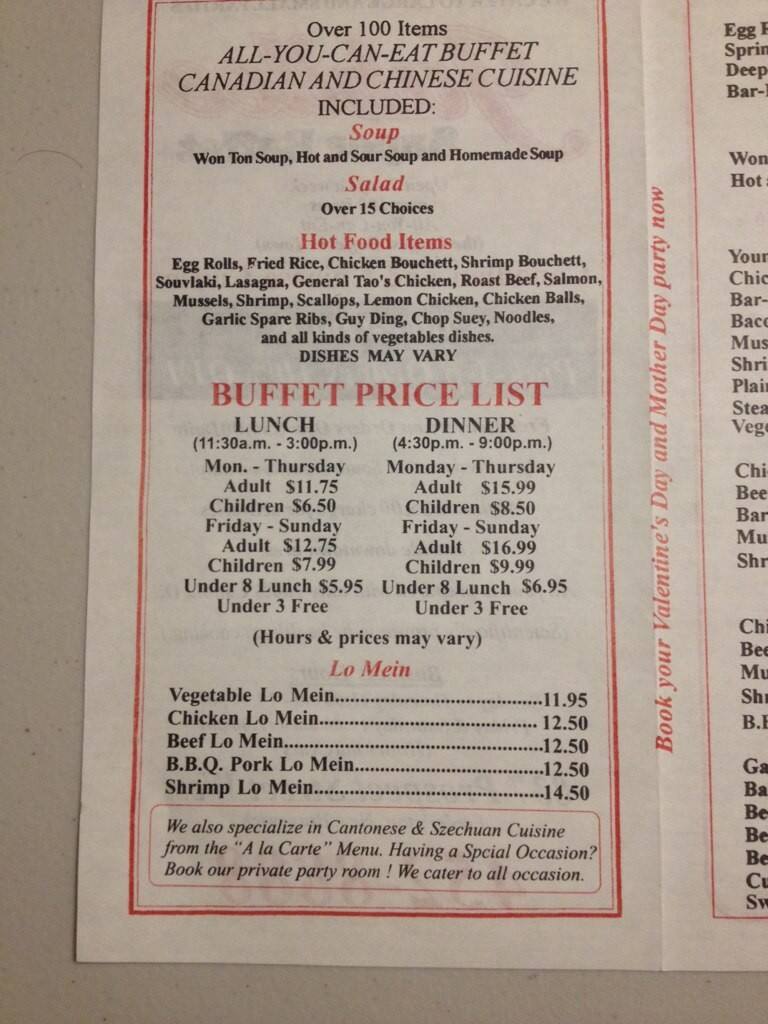 Over 100 Items
ALL-YOU-CAN-EAT BUFFET
CANADIAN AND CHINESE CUISINE
INCLUDED:
Soup
Won Ton Soup, Hot and Sour Soup and Homemade Soup
Salad
Over 15 Choices
Hot Food Items
Egg Rolls, Fried Rice, Chicken Bouchett, Shrimp Bouchett,
Souvlaki, Lasagna, General Tao's Chicken, Roast Beef, Salmon,
Mussels, Shrimp, Scallops, Lemon Chicken, Chicken Balls,
Garlic Spare Ribs, Guy Ding, Chop Suey, Noodles,
and all kinds of vegetables dishes.
DISHES MAY VARY
BUFFET PRICE LIST
LUNCH
(11:30a.m. - 3:00p.m.)
Mon. - Thursday
Adult $11.75
Children $6.50
Friday - Sunday
Adult $12.75
Children $7.99
Under 8 Lunch $5.95
Under 3 Free
DINNER
(4:30p.m. - 9:00p.m.)
Monday - Thursday
Adult $15.99
Children $8.50
Friday - Sunday
Adult $16.99
Children $9.99
Under 8 Lunch $6.95
Under 3 Free
(Hours & prices may vary)
Lo Mein
Vegetable Lo Mein..................................11.95
Chicken Lo Mein.................................... 12.50
Beef Lo Mein...........................................12.50
B.B.Q. Pork Lo Mein...............................12.50
Shrimp Lo Mein......................................14.50
We also specialize in Cantonese & Szechuan Cuisine
from the "A la Carte" Menu. Having a Spcial Occasion?
Book our private party room ! We cater to all occasion.
Book your Valentine's Day and Mother Day party now
Egg
Deep
Won
Hot